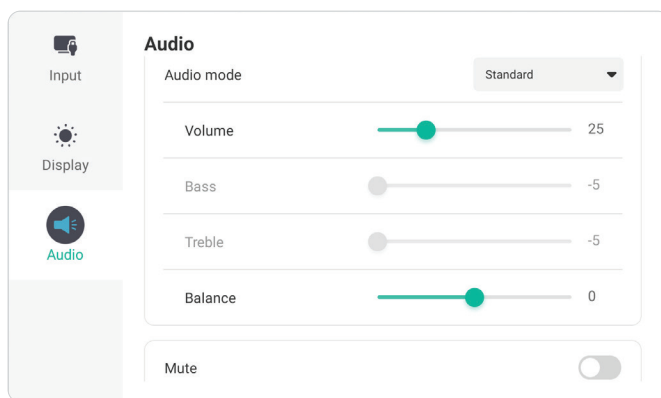 Audio
Input
Audio mode
Standard
Volume
25
Display
Bass
-5
Treble
-5
Audio
Balance
0
Mute